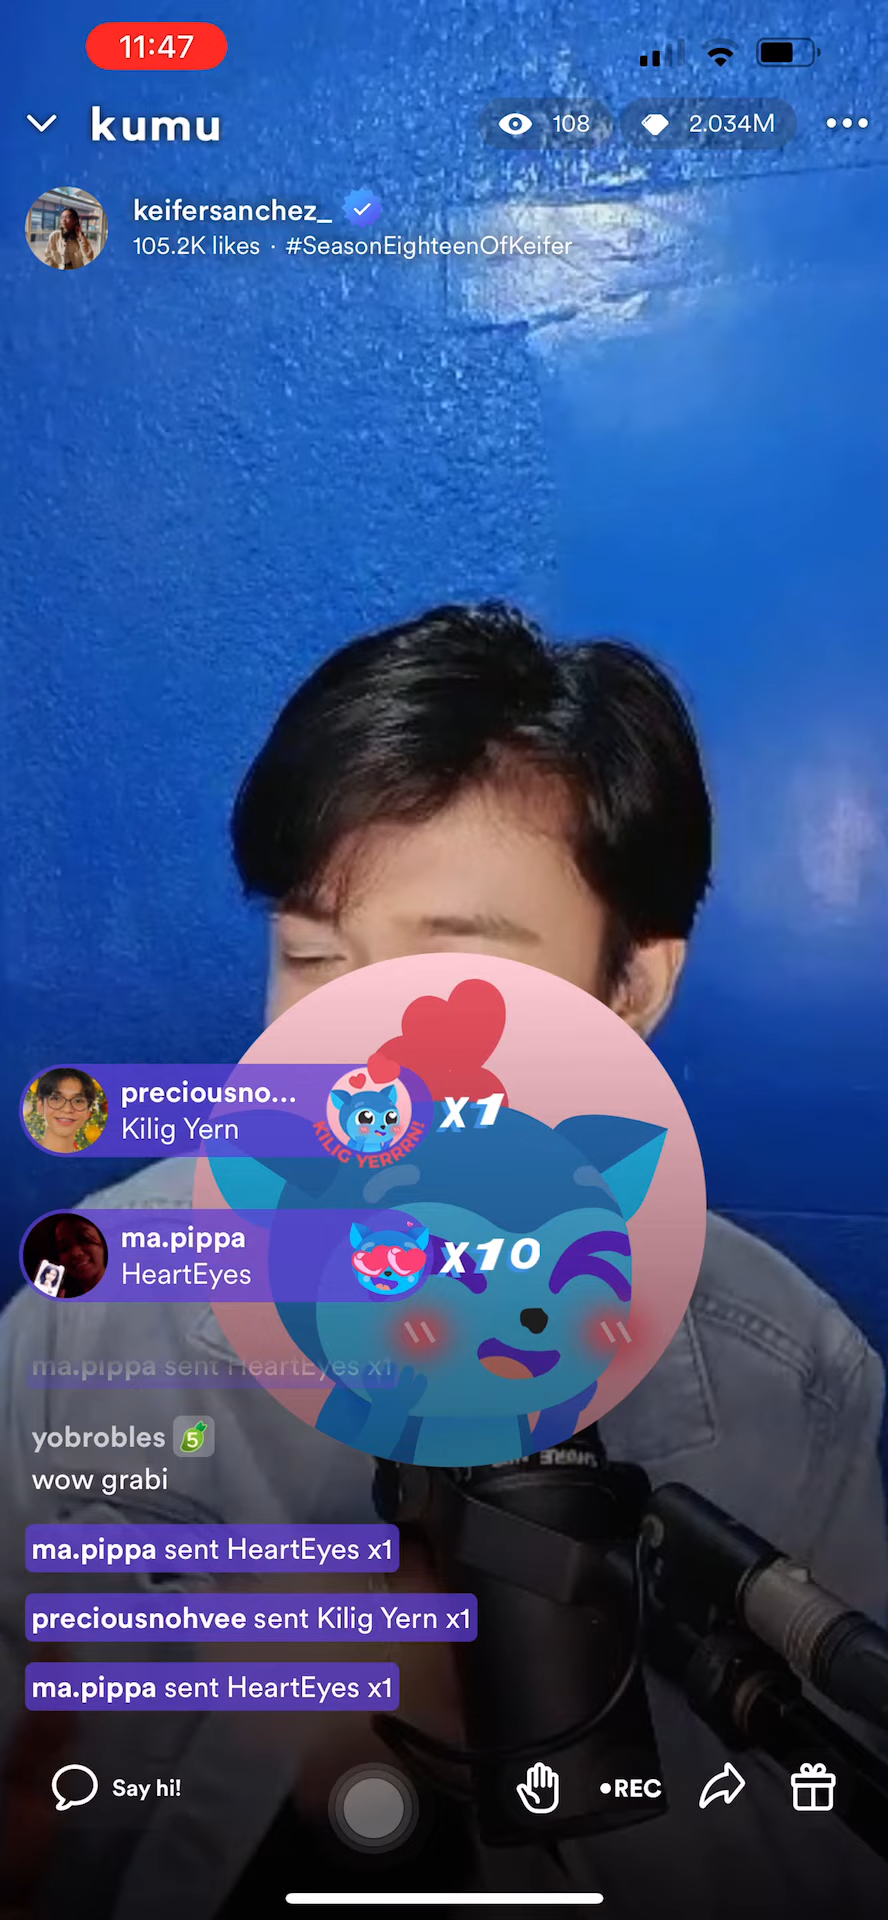 11:47
kumu
108
2.034M
keifersanchez_
105.2K likes · #SeasonEighteenOfKeifer
preciousno...
Kilig Yern
KILIG YERRRN!
x1
ma.pippa
HeartEyes
x10
ma.pippa sent HeartEyes x1
yobrobles 5
wow grabi
SHURE
ma.pippa sent HeartEyes x1
preciousnohvee sent Kilig Yern x1
ma.pippa sent HeartEyes x1
Say hi!
•REC